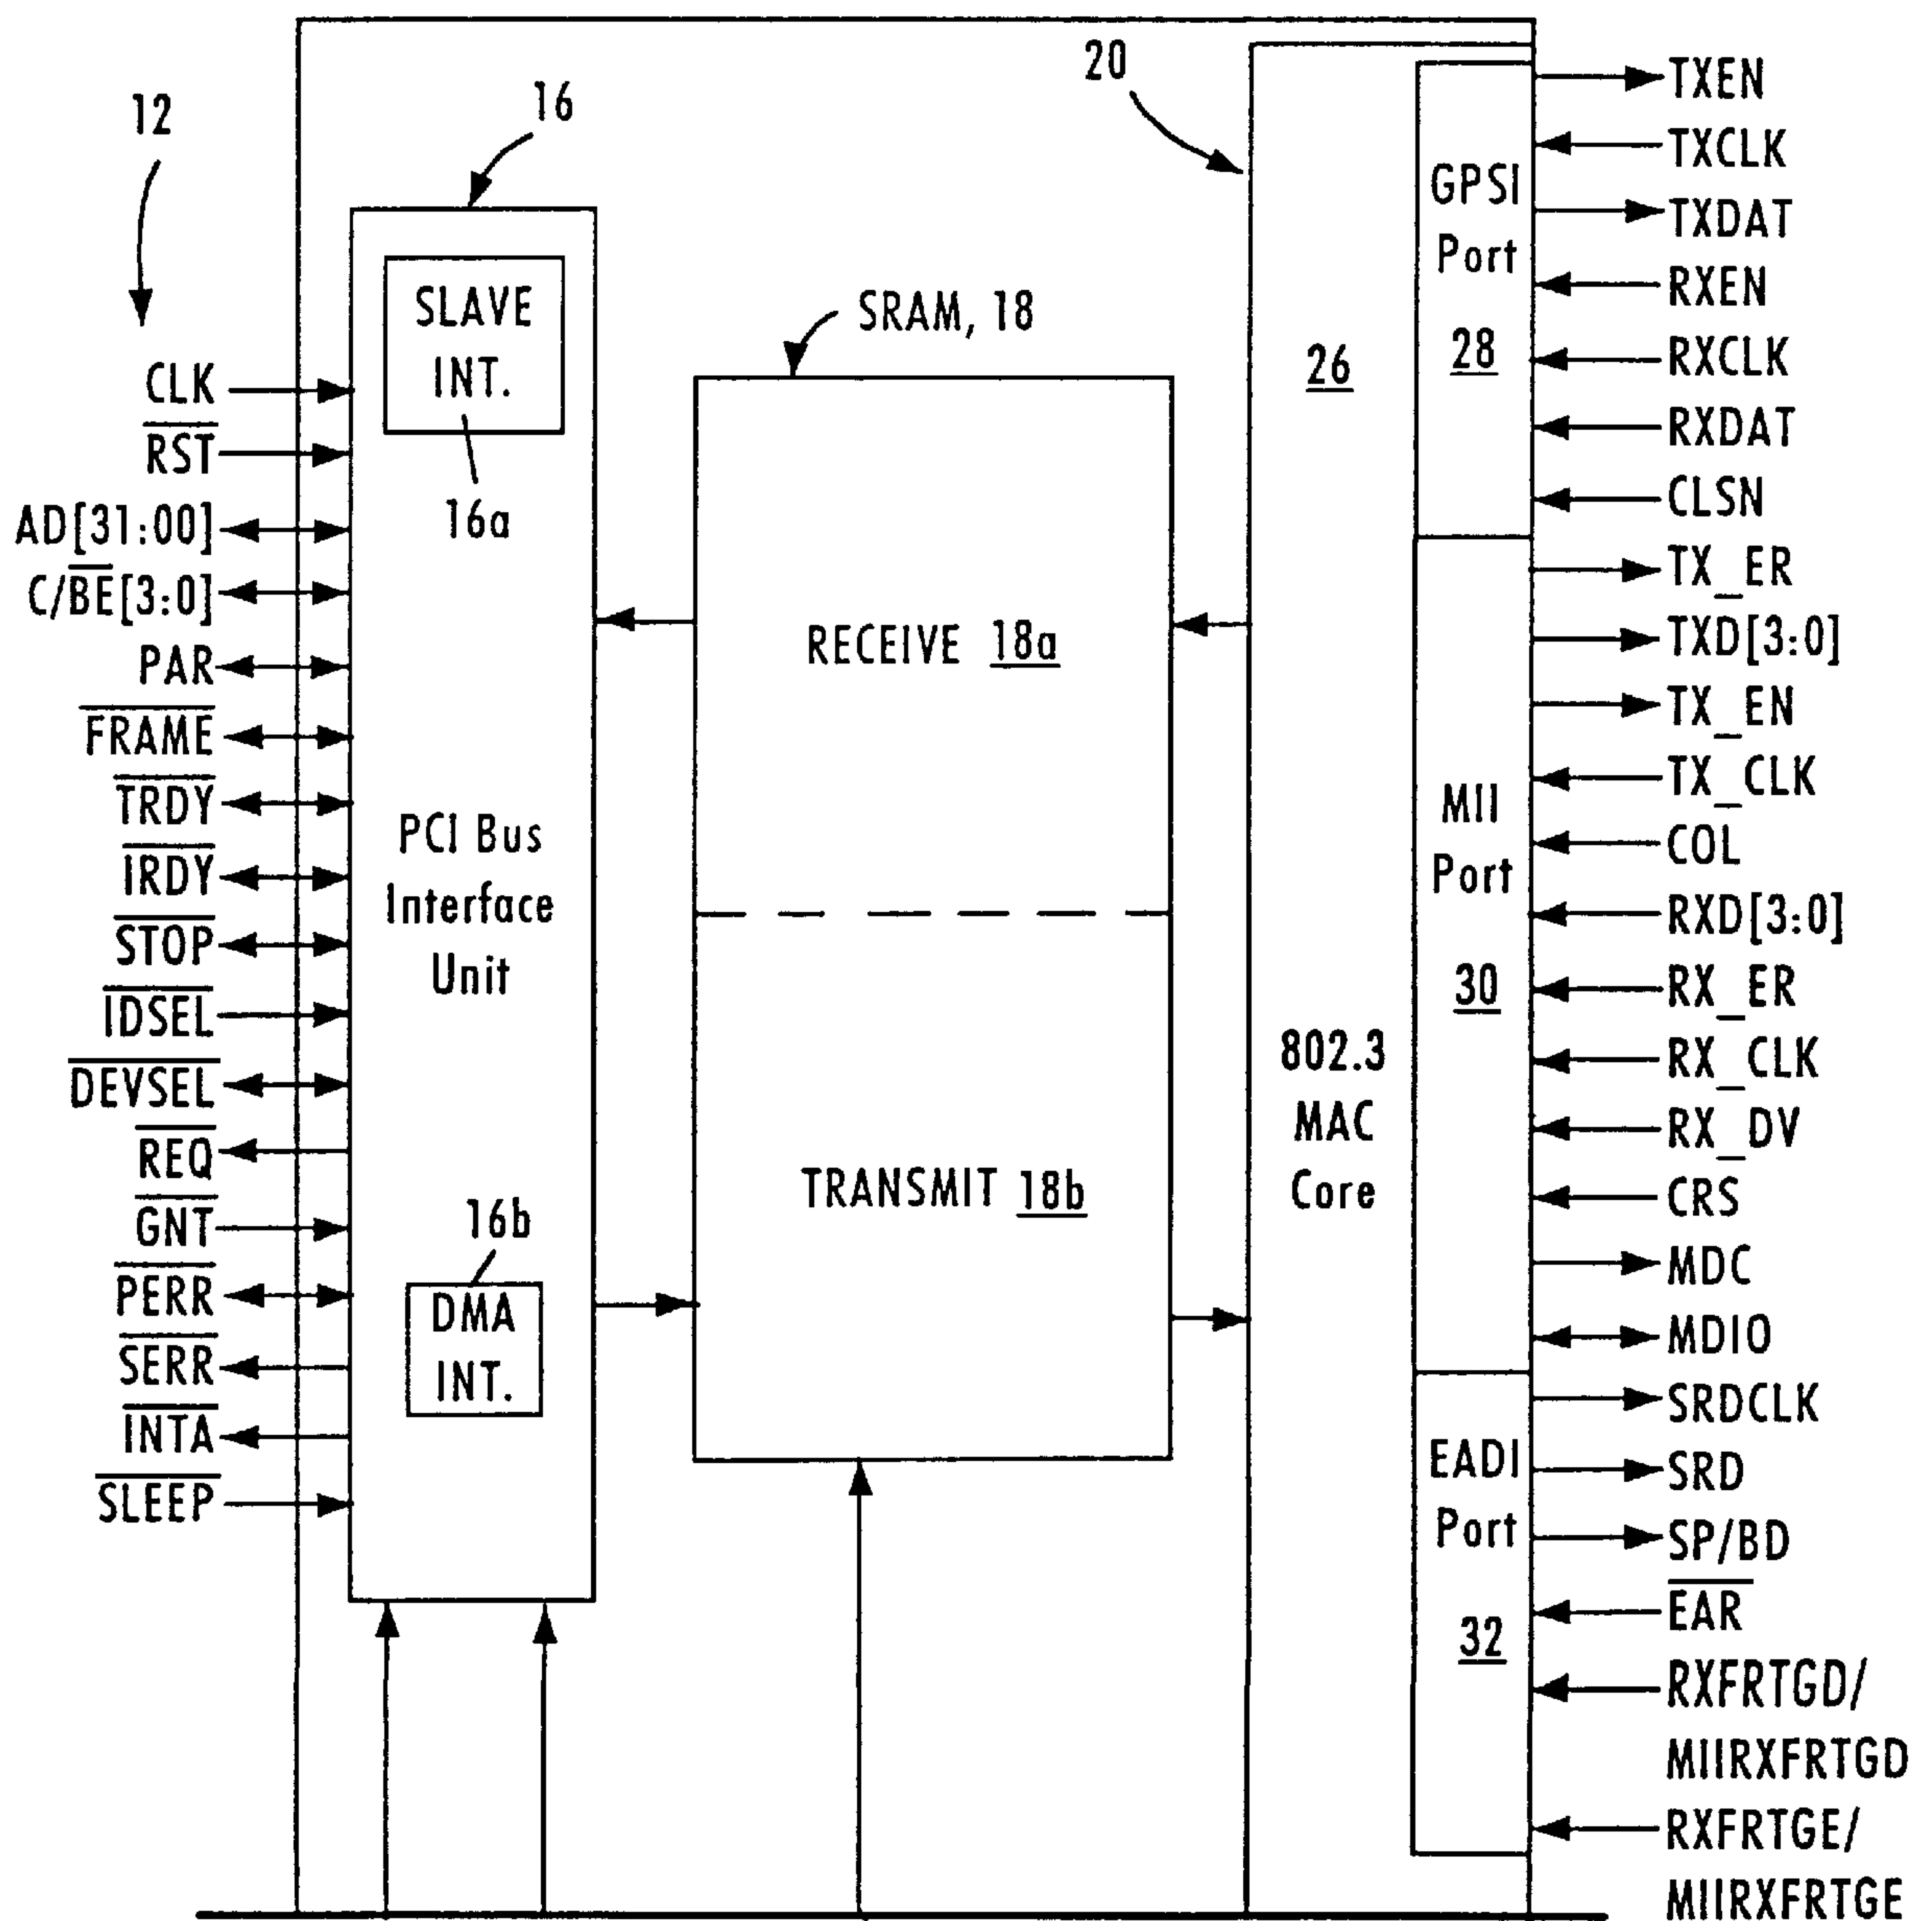 12
16
20
CLK
RST
AD[31:00]
C/BE[3:0]
PAR
FRAME
TRDY
IRDY
STOP
IDSEL
DEVSEL
REQ
GNT
PERR
SERR
INTA
SLEEP
SLAVE
INT.
16a
PCI Bus
Interface
Unit
16b
DMA
INT.
SRAM, 18
RECEIVE 18a
TRANSMIT 18b
26
802.3
MAC
Core
GPSI
Port
28
MII
Port
30
EADI
Port
32
TXEN
TXCLK
TXDAT
RXEN
RXCLK
RXDAT
CLSN
TX_ER
TXD[3:0]
TX_EN
TX_CLK
COL
RXD[3:0]
RX_ER
RX_CLK
RX_DV
CRS
MDC
MDIO
SRDCLK
SRD
SP/BD
EAR
RXFRTGD/
MIIRXFRTGD
RXFRTGE/
MIIRXFRTGE